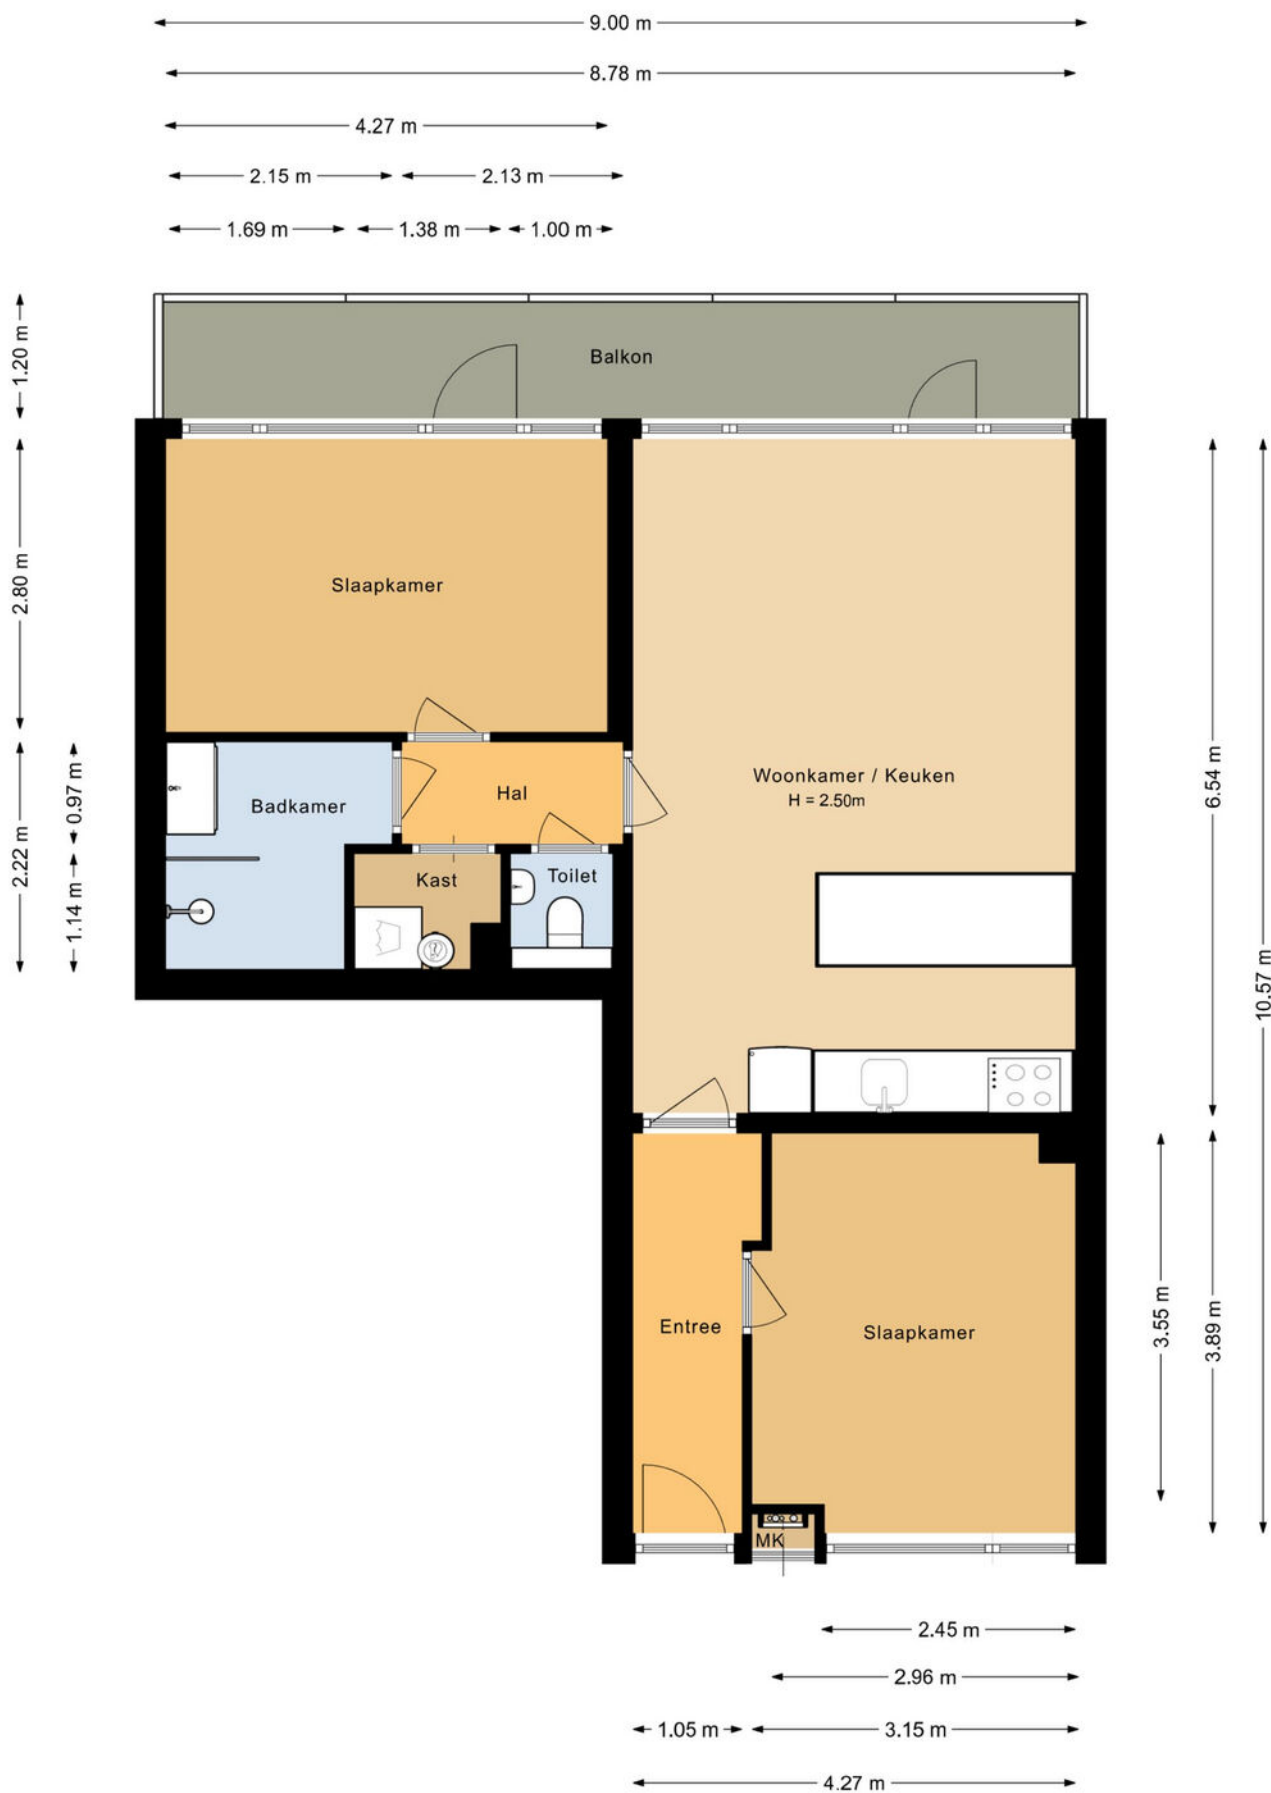 9.00 m
8.78 m
4.27 m
2.15 m
2.13 m
1.69 m
1.38 m
1.00 m
1.20 m
Balkon
2.80 m
Slaapkamer
6.54 m
10.57 m
2.22 m
0.97 m
1.14 m
Badkamer
Hal
Woonkamer / Keuken
H = 2.50m
Kast
Toilet
Entree
Slaapkamer
3.55 m
3.89 m
MK
2.45 m
2.96 m
1.05 m
3.15 m
4.27 m